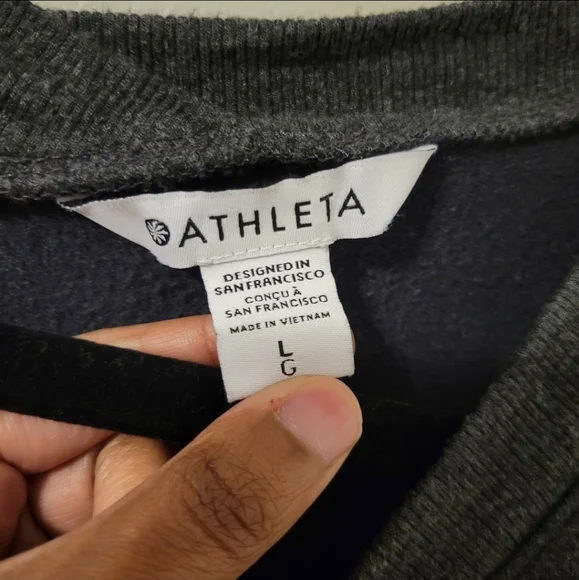 ATHLETA
DESIGNED IN
SAN FRANCISCO
CONÇU À
SAN FRANCISCO
MADE IN VIETNAM
L
G